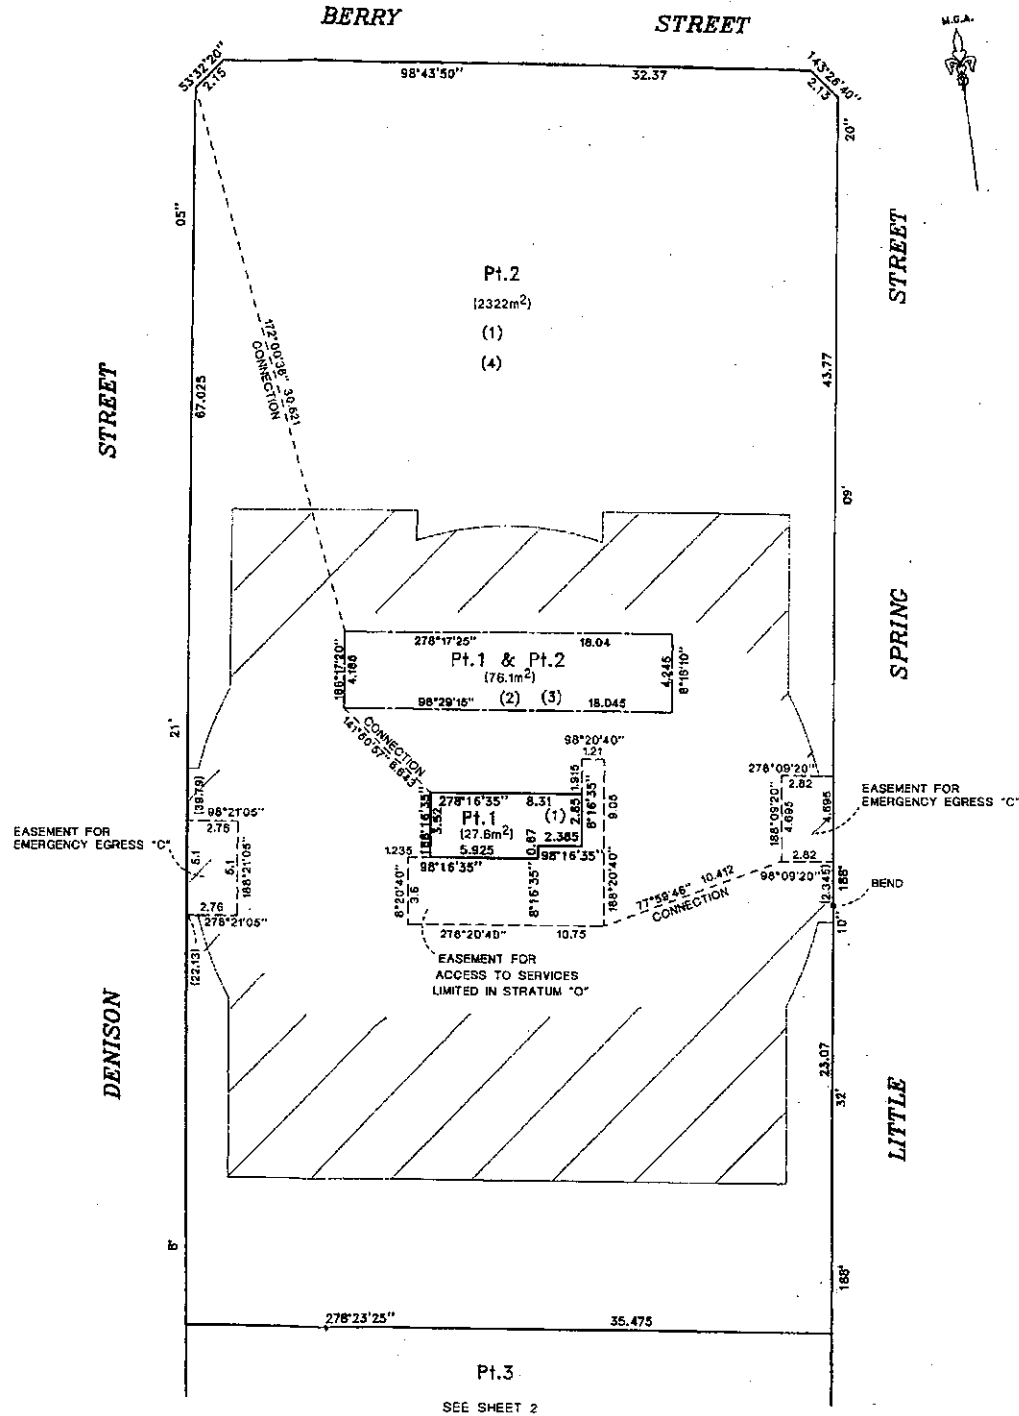 BERRY STREET
M.G.A.
53°32'20"
2.15
98°43'50" 32.37
143°26'40"
2.13
20"
05"
STREET
Pt.2
(2322m²)
(1)
(4)
172°00'38" 30.621
CONNECTION
43.77
STREET
67.025
09'
SPRING
278°17'25" 18.04
186°17'20"
4.185
Pt.1 & Pt.2
(76.1m²)
(2) (3)
4.245
8°16'10"
98°29'15" 18.045
CONNECTION
141°50'57" 8.643
21'
98°20'40"
1.21
1.915
278°09'20"
2.82
(39.79)
98°21'05"
2.76
278°16'35" 8.31
188°16'35"
3.52
Pt.1 (1)
(27.6m²)
2.85
8°16'35"
9.05
188°09'20"
4.695
4.695
EASEMENT FOR
EMERGENCY EGRESS "C"
EASEMENT FOR
EMERGENCY EGRESS "C"
5.1
5.1
188°21'05"
1.235
5.925
0.67
2.385
98°16'35"
98°16'35"
2.82
98°09'20"
8°20'40"
3.6
8°16'35"
188°20'40"
77°59'46" 10.412
CONNECTION
(2.345)
188°
BEND
2.76
278°21'05"
10"
278°20'40" 10.75
(22.13)
EASEMENT FOR
ACCESS TO SERVICES
LIMITED IN STRATUM "O"
DENISON
23.07
32'
LITTLE
8°
188°
278°23'25" 35.475
Pt.3
SEE SHEET 2